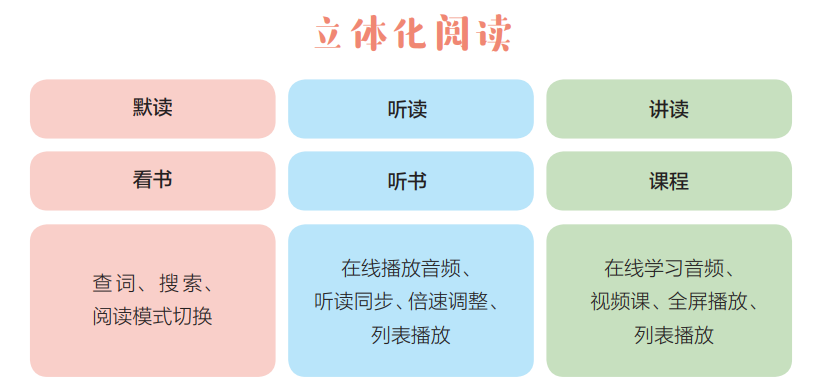 立体化阅读
默读
听读
讲读
看书
听书
课程
查词、搜索、
阅读模式切换
在线播放音频、
听读同步、倍速调整、
列表播放
在线学习音频、
视频课、全屏播放、
列表播放